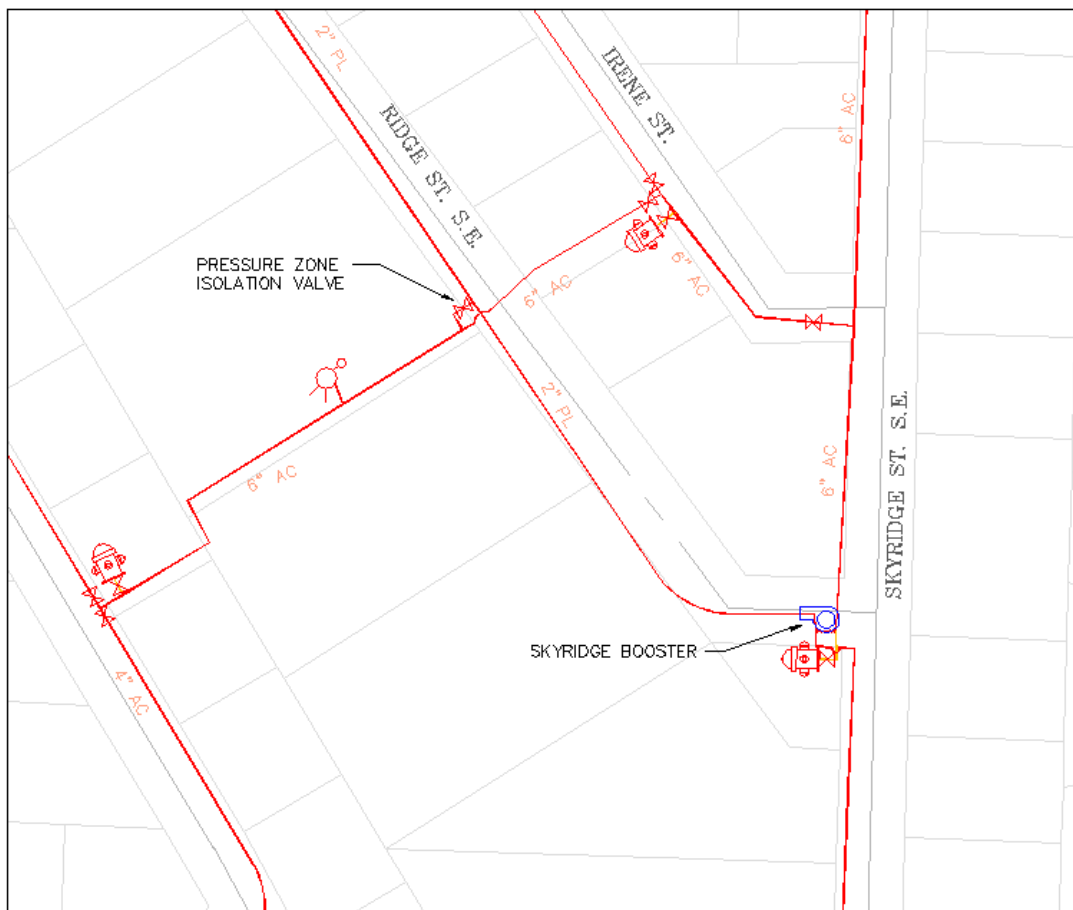 2" PL
RIDGE ST. S.E.
IRENE ST.
6" AC
PRESSURE ZONE
ISOLATION VALVE
6" AC
6" AC
2" PL
6" AC
6" AC
SKYRIDGE ST. S.E.
SKYRIDGE BOOSTER
4" AC